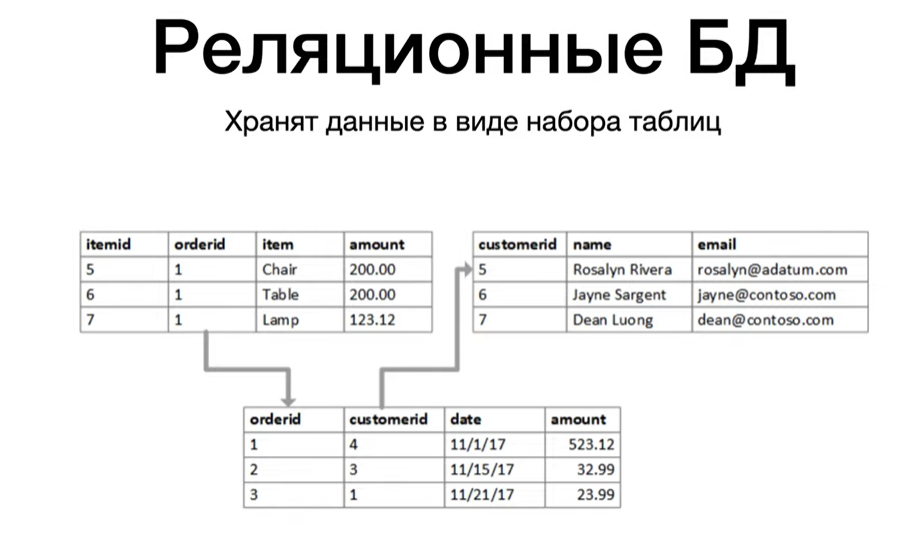 Реляционные БД
Хранят данные в виде набора таблиц
itemid orderid item amount
5 1 Chair 200.00
6 1 Table 200.00
7 1 Lamp 123.12
customerid name email
5 Rosalyn Rivera rosalyn@adatum.com
6 Jayne Sargent jayne@contoso.com
7 Dean Luong dean@contoso.com
orderid customerid date amount
1 4 11/1/17 523.12
2 3 11/15/17 32.99
3 1 11/21/17 23.99